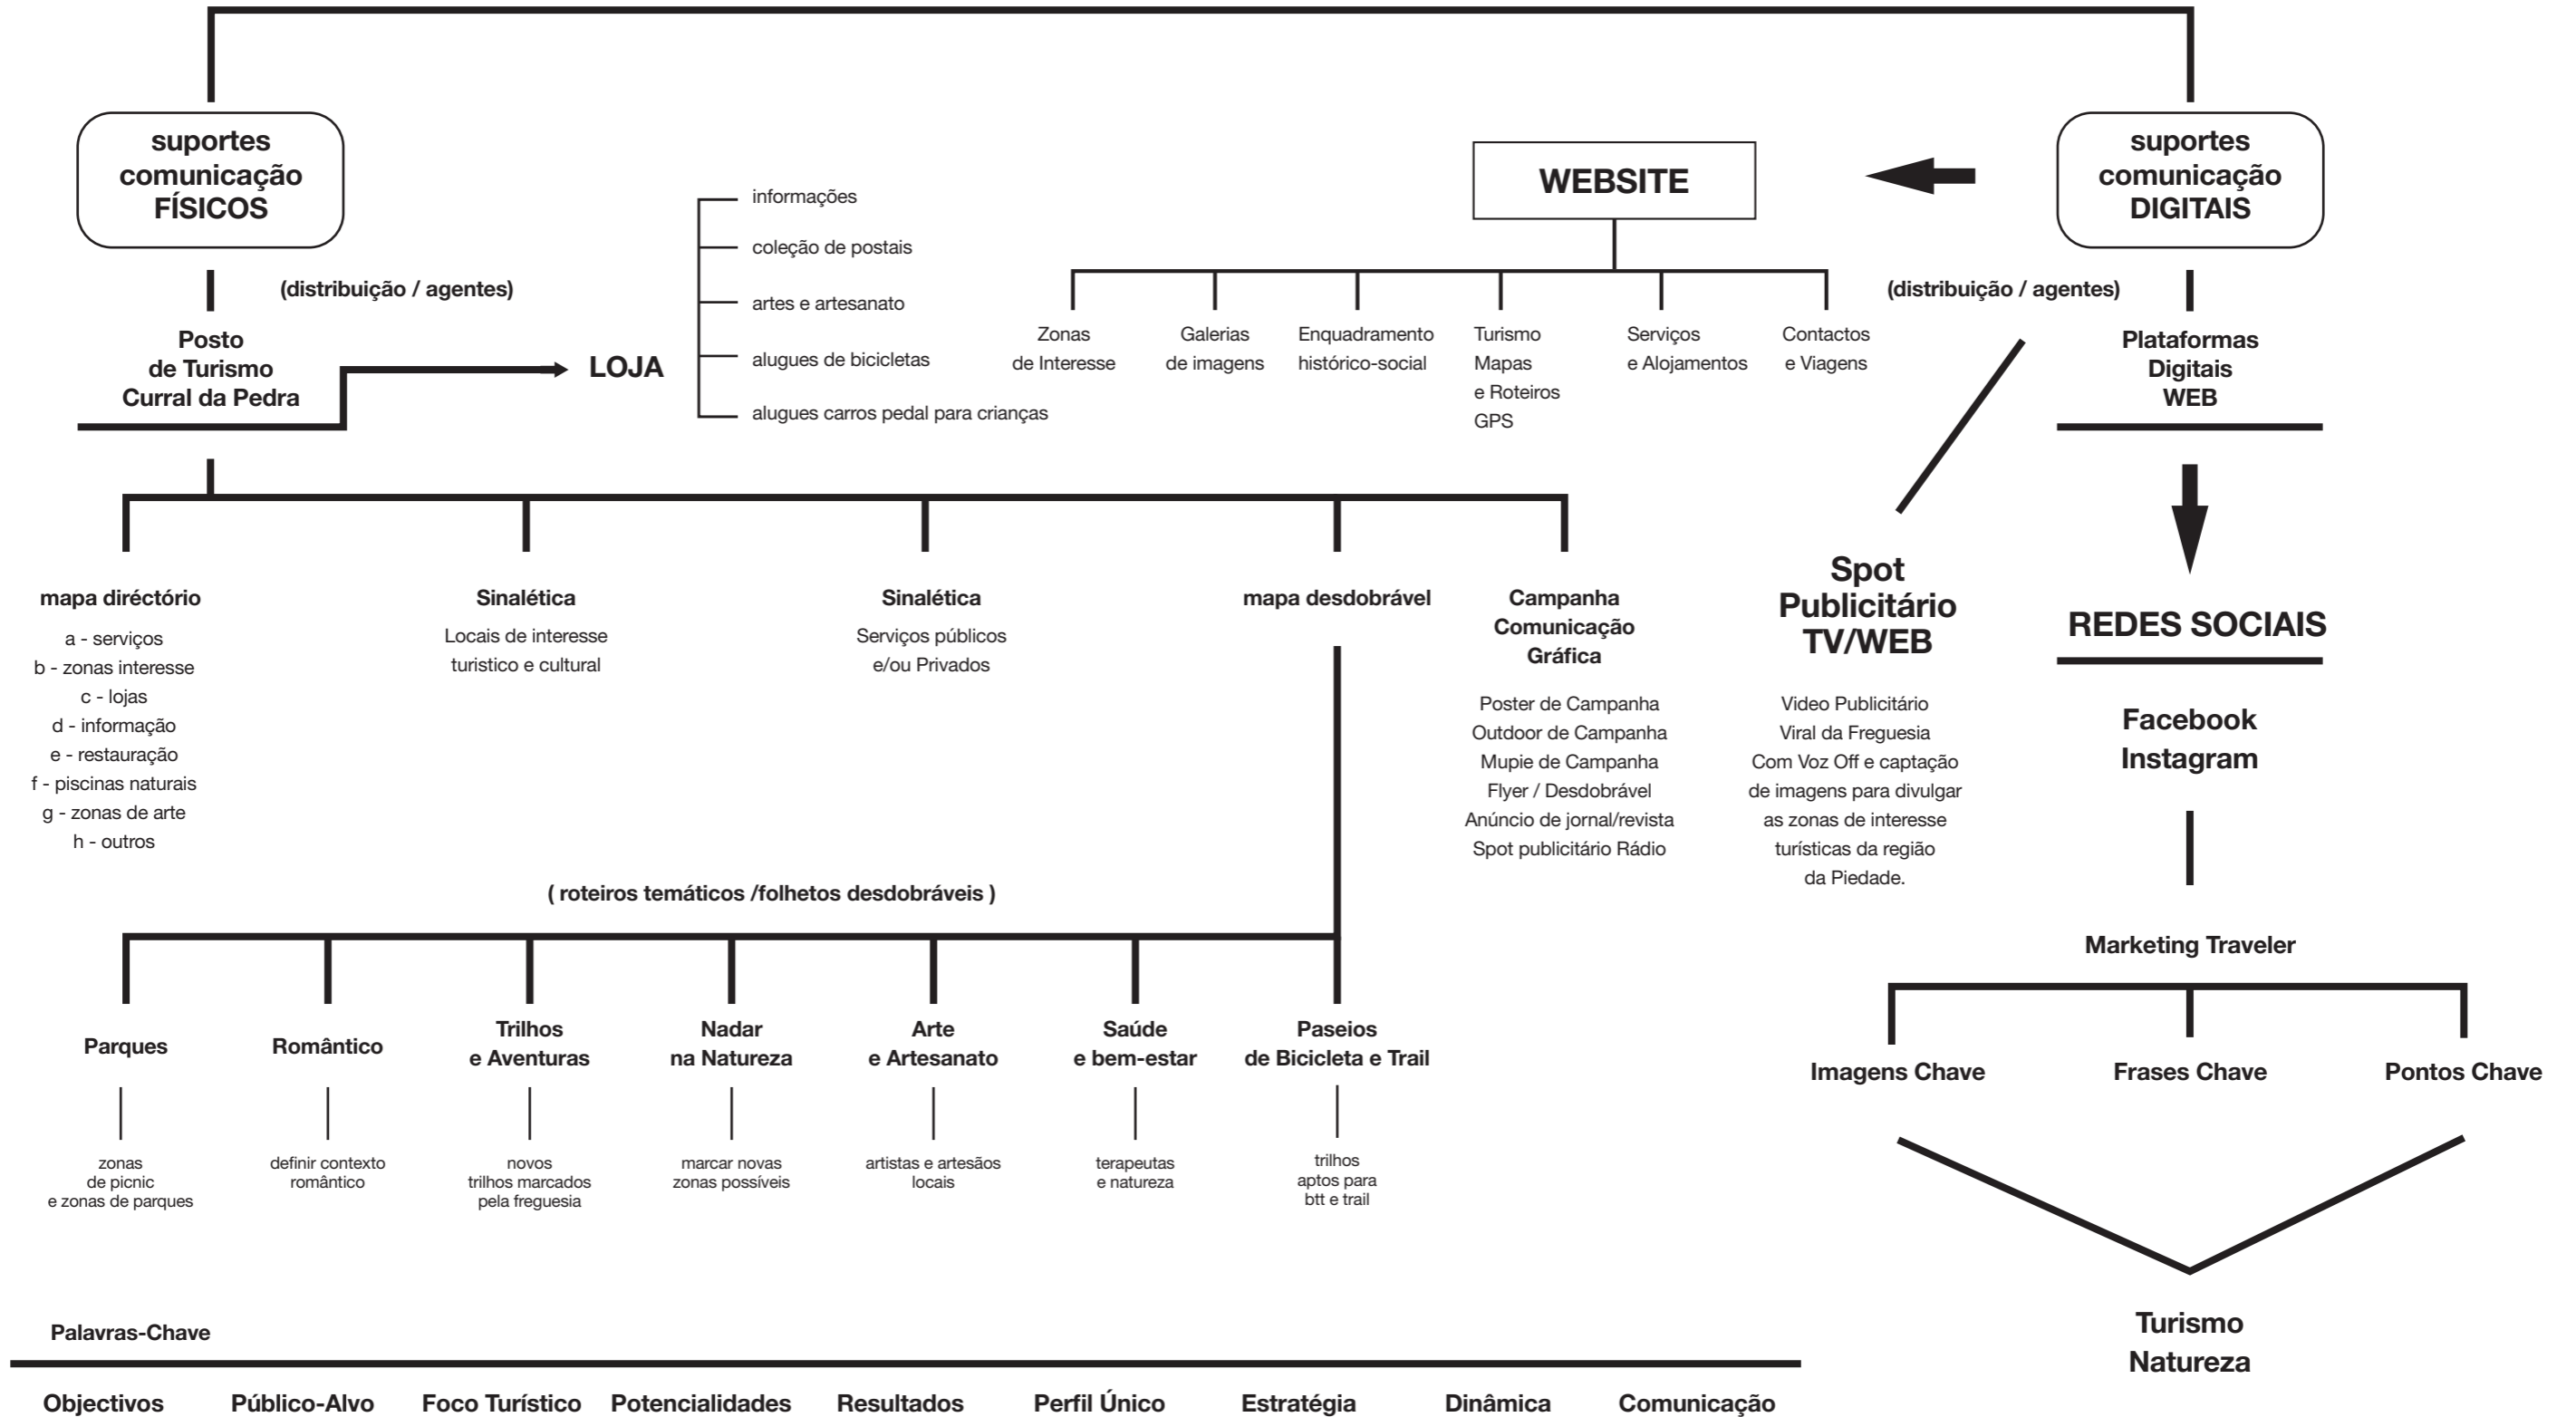 suportes
comunicação
FÍSICOS
(distribuição / agentes)
Posto
de Turismo
Curral da Pedra
LOJA
informações
coleção de postais
artes e artesanato
alugues de bicicletas
alugues carros pedal para crianças
WEBSITE
Zonas
de Interesse
Galerias
de imagens
Enquadramento
histórico-social
Turismo
Mapas
e Roteiros
GPS
Serviços
e Alojamentos
Contactos
e Viagens
suportes
comunicação
DIGITAIS
(distribuição / agentes)
Plataformas
Digitais
WEB
mapa diréctório
a - serviços
b - zonas interesse
c - lojas
d - informação
e - restauração
f - piscinas naturais
g - zonas de arte
h - outros
Sinalética
Locais de interesse
turistico e cultural
Sinalética
Serviços públicos
e/ou Privados
mapa desdobrável
Campanha
Comunicação
Gráfica
Poster de Campanha
Outdoor de Campanha
Mupie de Campanha
Flyer / Desdobrável
Anúncio de jornal/revista
Spot publicitário Rádio
Spot
Publicitário
TV/WEB
Video Publicitário
Viral da Freguesia
Com Voz Off e captação
de imagens para divulgar
as zonas de interesse
turísticas da região
da Piedade.
REDES SOCIAIS
Facebook
Instagram
Marketing Traveler
Imagens Chave
Frases Chave
Pontos Chave
Turismo
Natureza
( roteiros temáticos /folhetos desdobráveis )
Parques
zonas
de picnic
e zonas de parques
Romântico
definir contexto
romântico
Trilhos
e Aventuras
novos
trilhos marcados
pela freguesia
Nadar
na Natureza
marcar novas
zonas possíveis
Arte
e Artesanato
artistas e artesãos
locais
Saúde
e bem-estar
terapeutas
e natureza
Paseios
de Bicicleta e Trail
trilhos
aptos para
btt e trail
Palavras-Chave
Objectivos
Público-Alvo
Foco Turístico
Potencialidades
Resultados
Perfil Único
Estratégia
Dinâmica
Comunicação